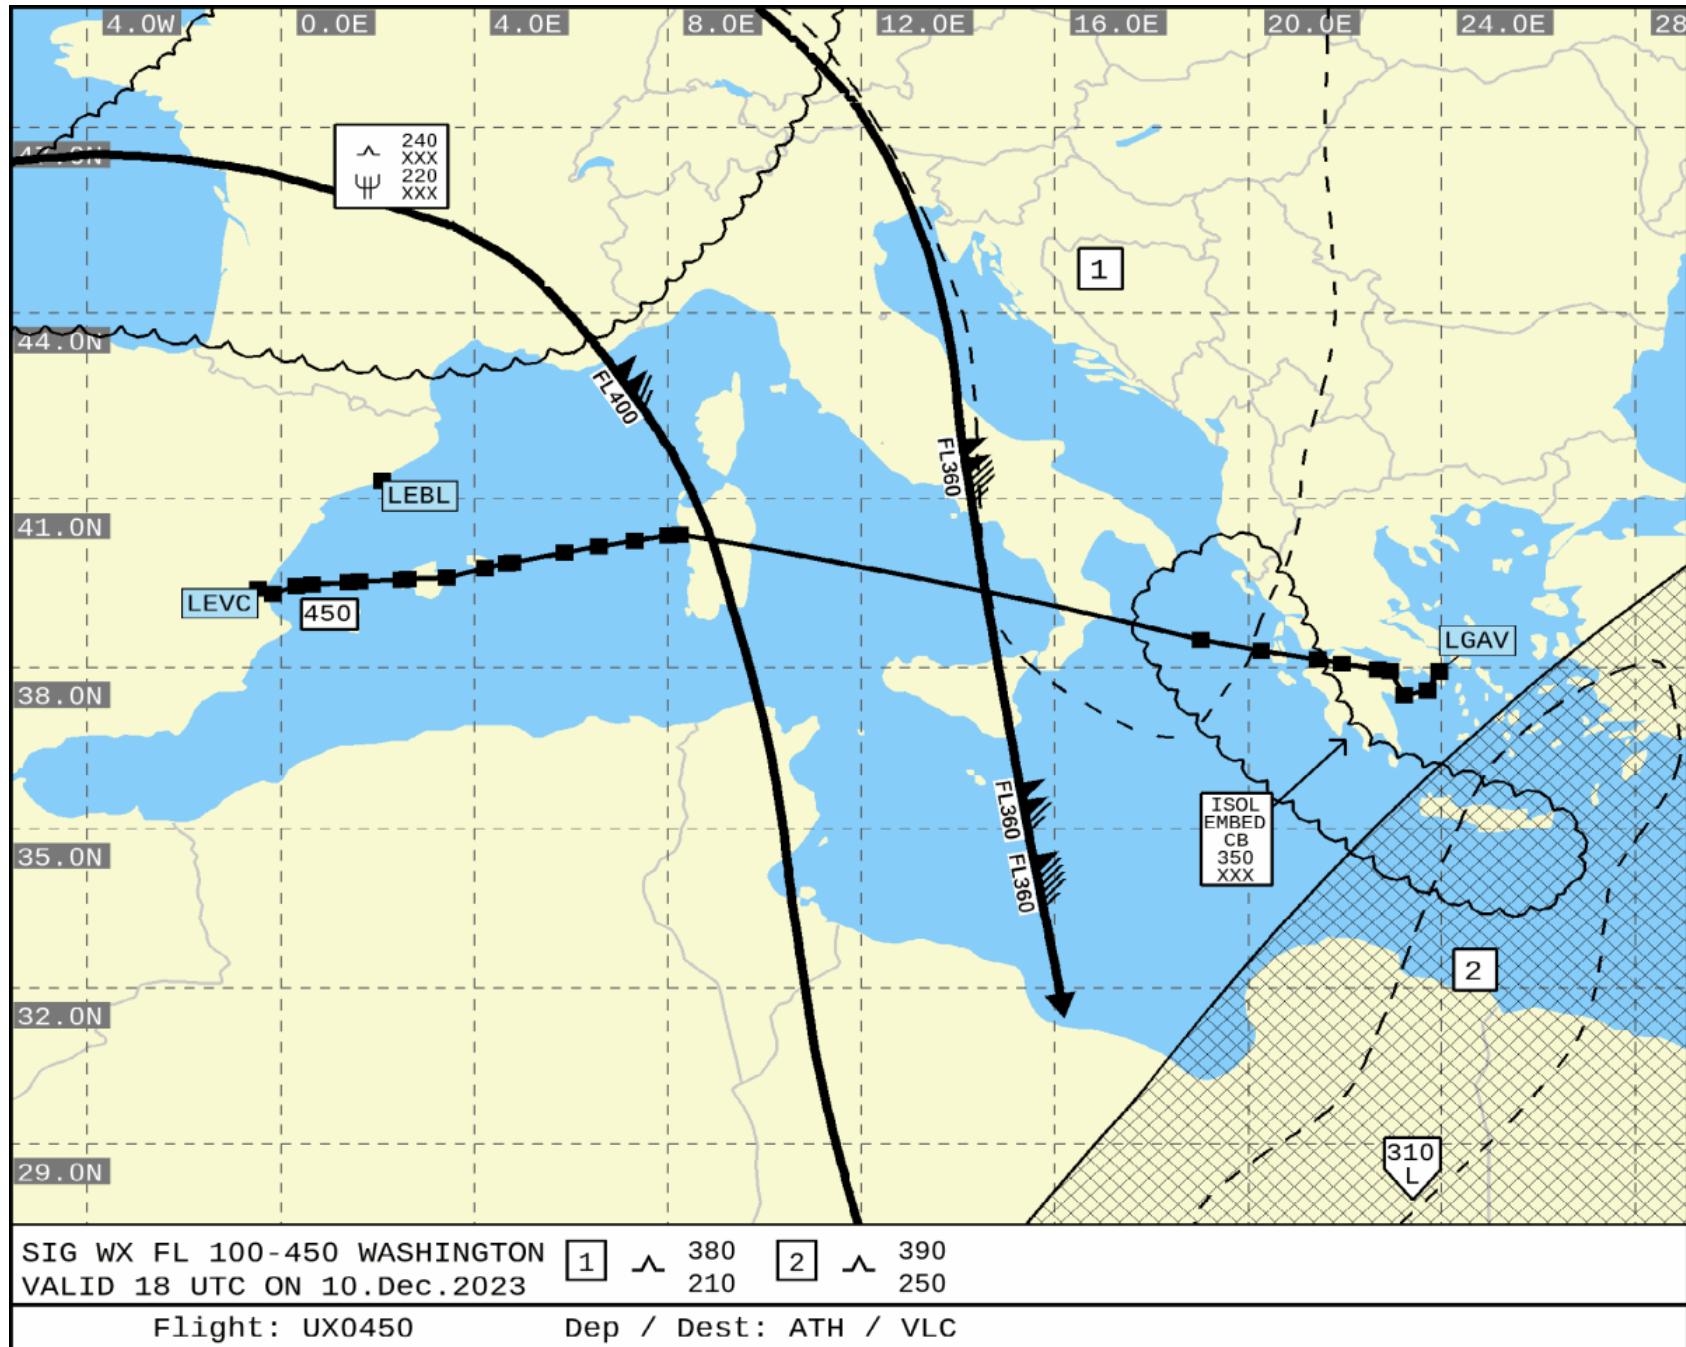 4.0W 0.0E 4.0E 8.0E 12.0E 16.0E 20.0E 24.0E 28
240
XXX
220
XXX
47.0N
1
44.0N
FL400
FL360
LEBL
41.0N
LEVC
450
LGAV
38.0N
FL360
ISOL
EMBED
CB
350
XXX
35.0N
FL360
2
32.0N
310
L
29.0N
SIG WX FL 100-450 WASHINGTON
VALID 18 UTC ON 10.Dec.2023
1 380
210
2 390
250
Flight: UX0450 Dep / Dest: ATH / VLC